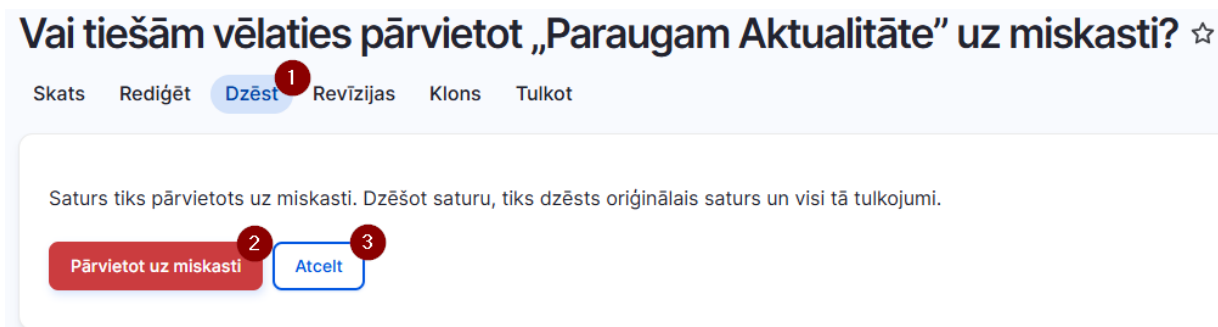 Vai tiešām vēlaties pārvietot „Paraugam Aktualitāte” uz miskasti?
Skats Rediģēt Dzēst 1 Revīzijas Klons Tulkot
Saturs tiks pārvietots uz miskasti. Dzēšot saturu, tiks dzēsts oriģinālais saturs un visi tā tulkojumi.
Pārvietot uz miskasti 2 Atcelt 3